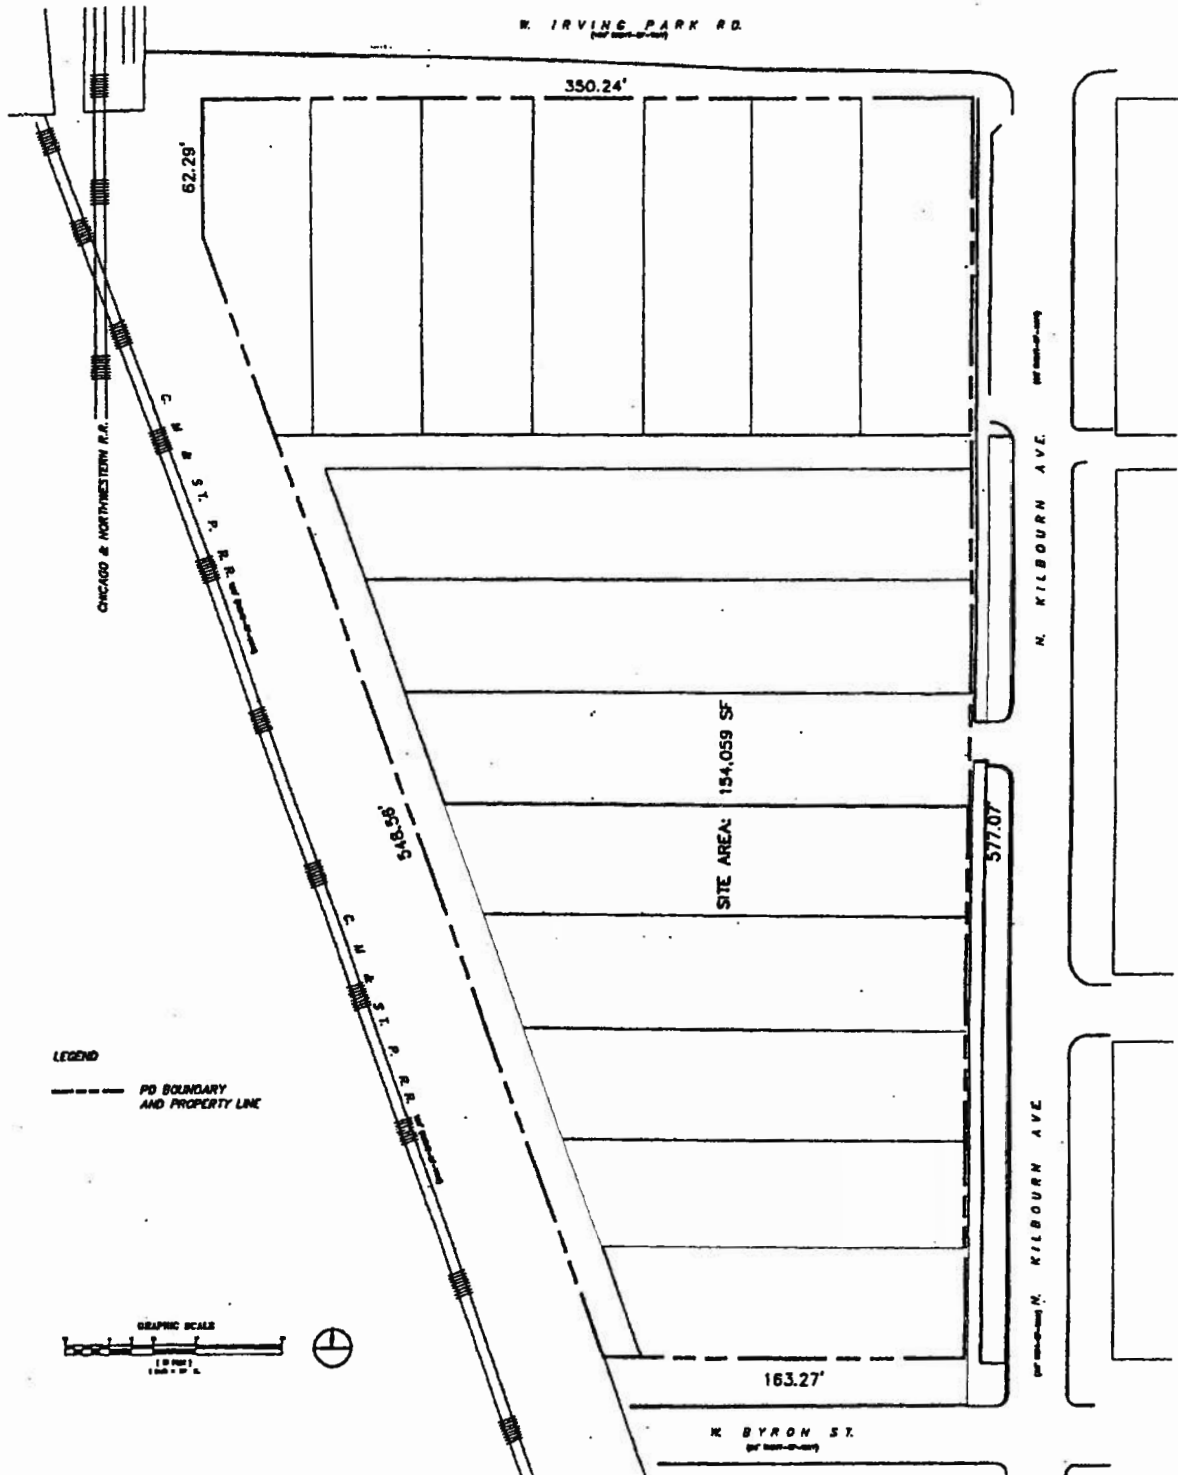 W. IRVING PARK RD.
350.24'
62.29'
CHICAGO & NORTHWESTERN R.R.
C. M & ST. P. R.R.
N. KILBOURN AVE.
548.56'
SITE AREA: 154,059 SF
577.07'
C. M & ST. P. R.R.
LEGEND
PD BOUNDARY
AND PROPERTY LINE
N. KILBOURN AVE.
GRAPHIC SCALE
163.27'
W. BYRON ST.